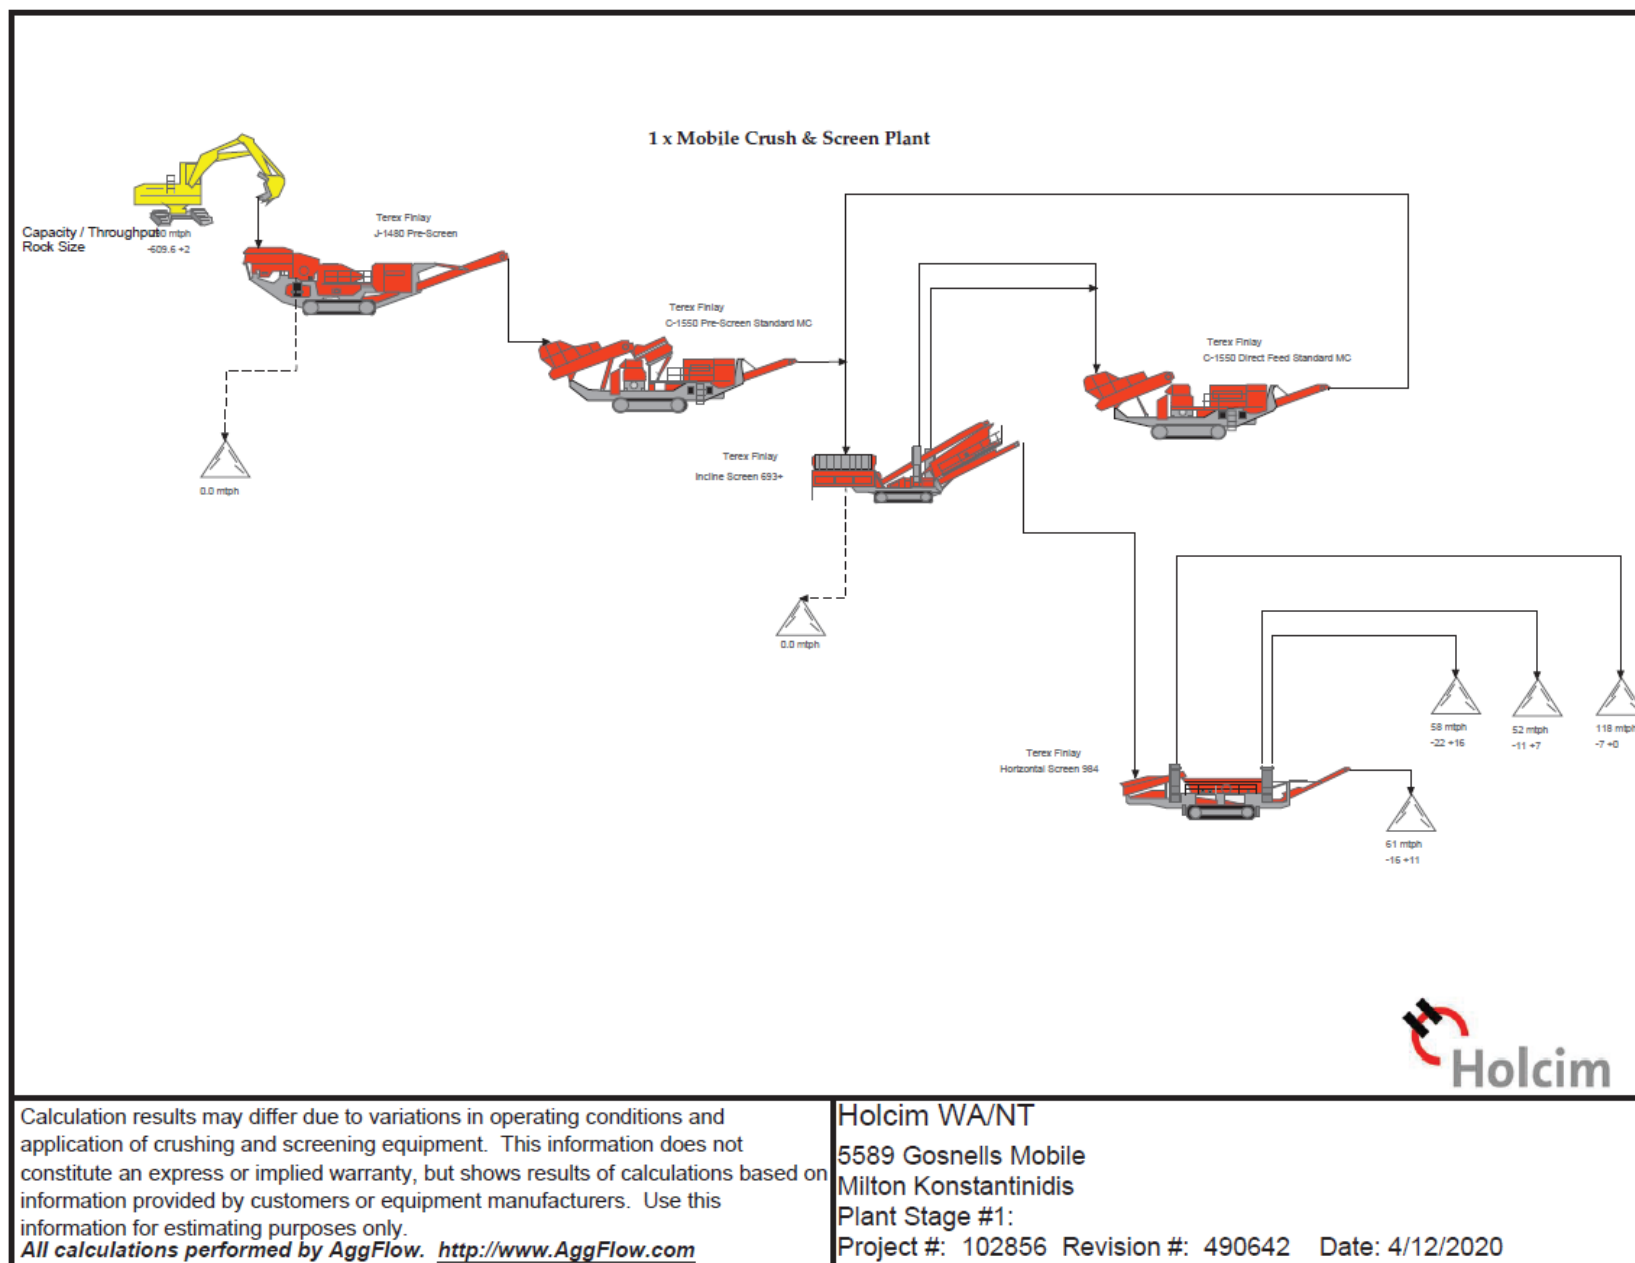 1 x Mobile Crush & Screen Plant
Capacity / Throughput
mtph
Rock Size
-609.6 +2
Terex Finlay
J-1480 Pre-Screen
Terex Finlay
C-1550 Pre-Screen Standard MC
Terex Finlay
C-1550 Direct Feed Standard MC
0.0 mtph
Terex Finlay
Incline Screen 693+
0.0 mtph
58 mtph
-22 +16
52 mtph
-11 +7
118 mtph
-7 +0
Terex Finlay
Horizontal Screen 984
61 mtph
-16 +11
Holcim
Calculation results may differ due to variations in operating conditions and
application of crushing and screening equipment. This information does not
constitute an express or implied warranty, but shows results of calculations based on
information provided by customers or equipment manufacturers. Use this
information for estimating purposes only.
All calculations performed by AggFlow. http://www.AggFlow.com
Holcim WA/NT
5589 Gosnells Mobile
Milton Konstantinidis
Plant Stage #1:
Project #: 102856 Revision #: 490642 Date: 4/12/2020